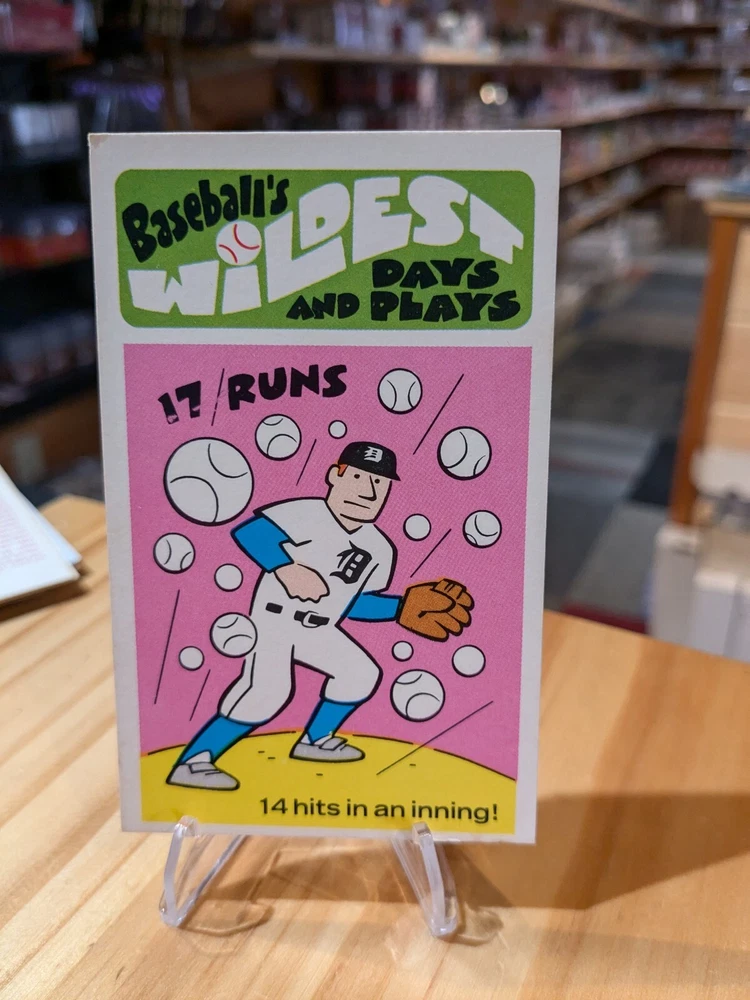 Baseball's
WiLDEST
DAYS
AND PLAYS
17 RUNS
D
D
14 hits in an inning!